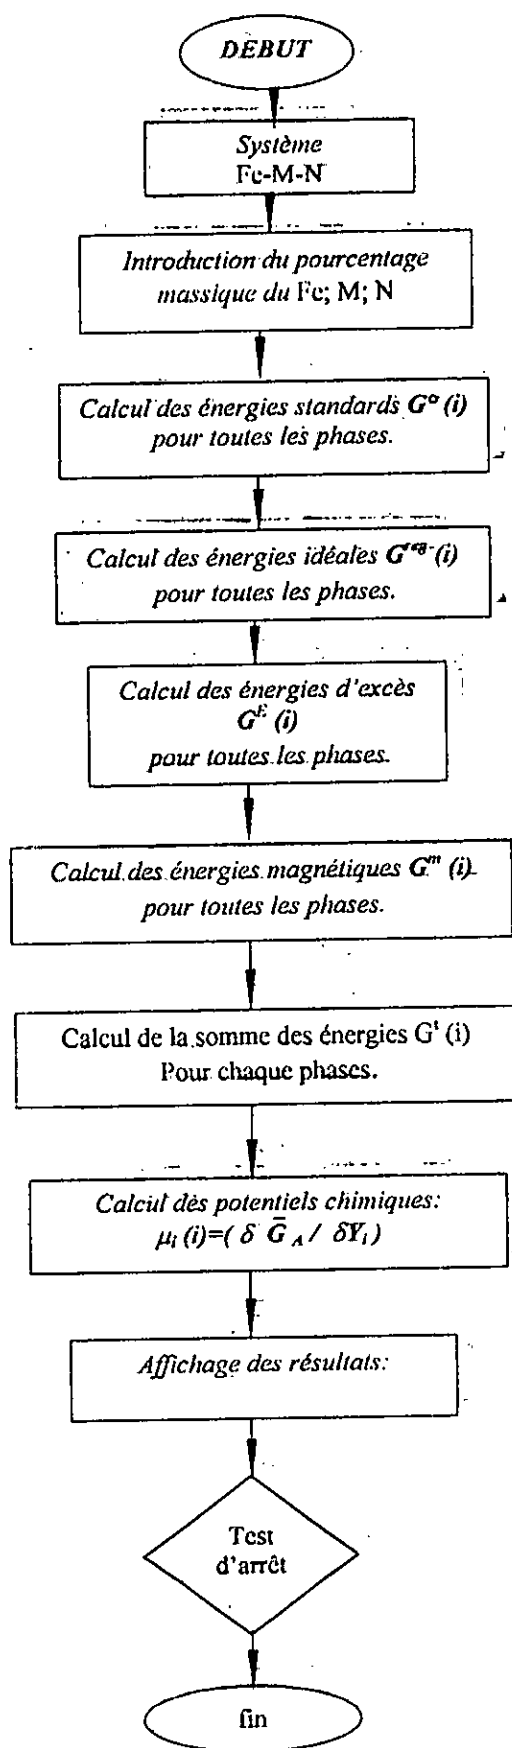 DEBUT
Système
Fe-M-N
Introduction du pourcentage
massique du Fe; M; N
Calcul des énergies standards G° (i)
pour toutes les phases.
Calcul des énergies idéales (i)
pour toutes les phases.
Calcul des énergies d'excès
G^E (i)
pour toutes les phases.
Calcul des énergies magnétiques G^m (i)
pour toutes les phases.
Calcul de la somme des énergies G^t (i)
Pour chaque phases.
Calcul des potentiels chimiques:
μ_i (i)=( δ Ḡ_A / δY_i )
Affichage des résultats:
Test
d'arrêt
fin